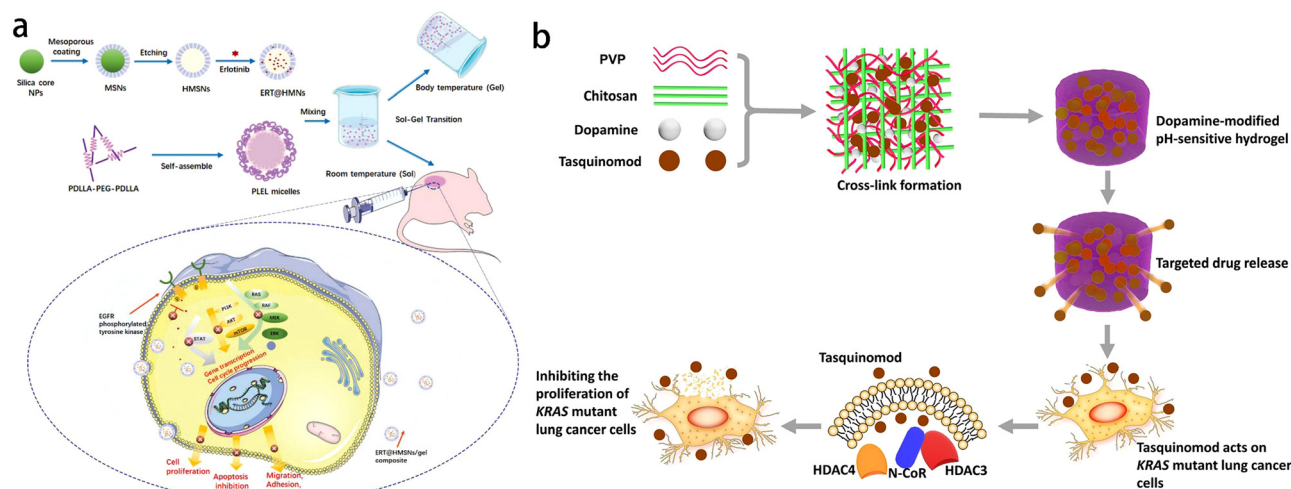 a
Mesoporous
coating
Etching
Erlotinib
Silica core
NPs
MSNs
HMSNs
ERT@HMNs
Body temperature (Gel)
Mixing
Sol-Gel Transition
Self-assemble
PDLLA-PEG-PDLLA
PLEL micelles
Room temperature (Sol)
EGFR
phosphorylated
tyrosine kinase
RAS
RAF
MEK
ERK
PI3K
AKT
mTOR
STAT
Gene transcription
Cell cycle progression
ERT@HMSNs/gel
composite
Cell
proliferation
Apoptosis
inhibition
Migration,
Adhesion,
b
PVP
Chitosan
Dopamine
Tasquinomod
Cross-link formation
Dopamine-modified
pH-sensitive hydrogel
Targeted drug release
Tasquinomod acts on
KRAS mutant lung cancer
cells
Tasquinomod
HDAC4
N-CoR
HDAC3
Inhibiting the
proliferation of
KRAS mutant
lung cancer cells